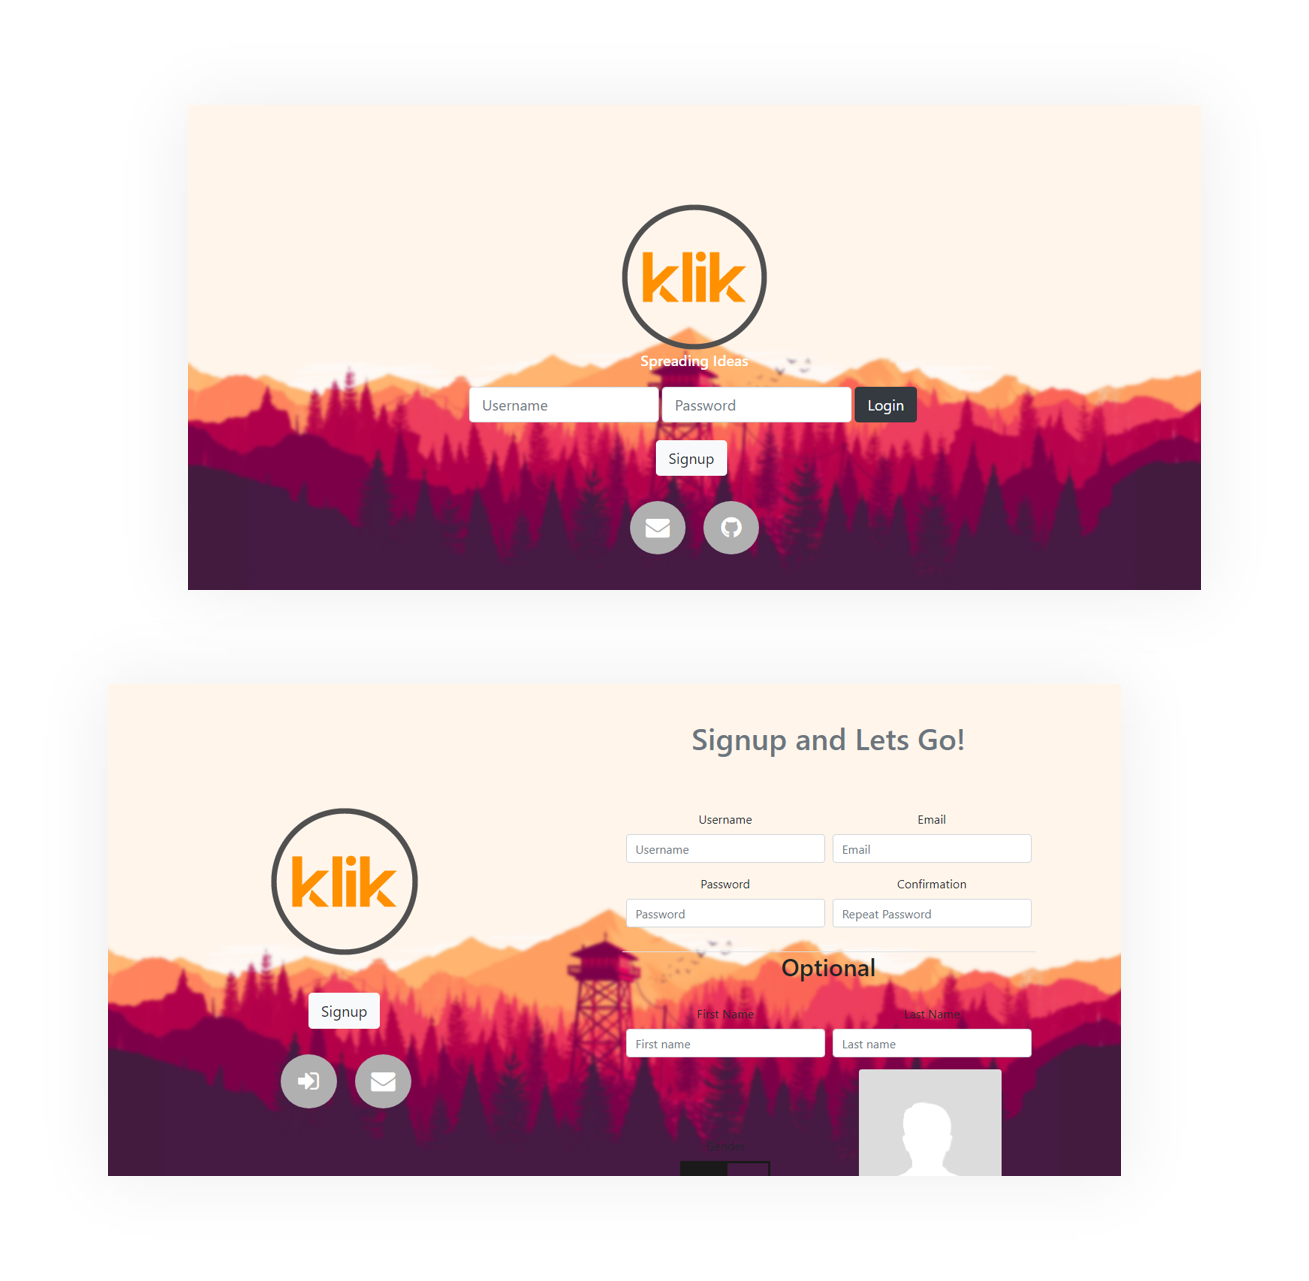 klik
Spreading Ideas
Username Password Login
Signup
Signup and Lets Go!
klik
Signup
Username Email
Username Email
Password Confirmation
Password Repeat Password
Optional
First Name Last Name
First name Last name
Gender